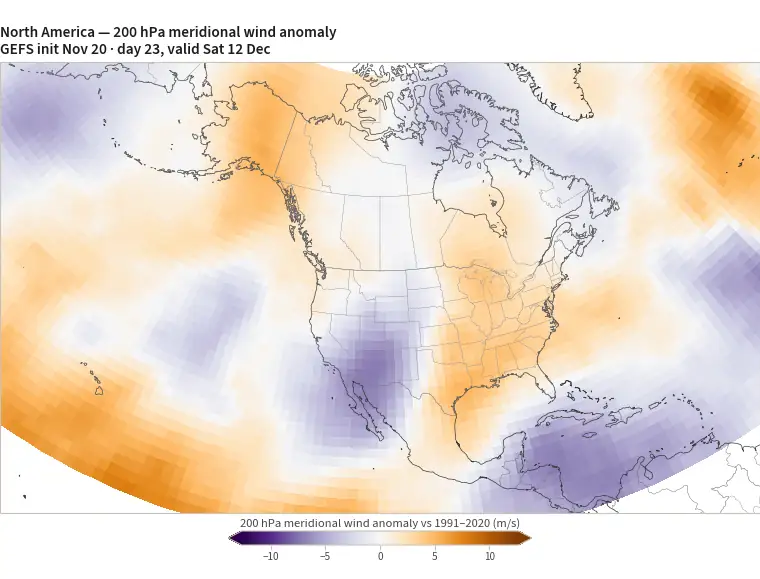 North America — 200 hPa meridional wind anomaly
GEFS init Nov 20 · day 23, valid Sat 12 Dec
200 hPa meridional wind anomaly vs 1991–2020 (m/s)
−10 −5 0 5 10